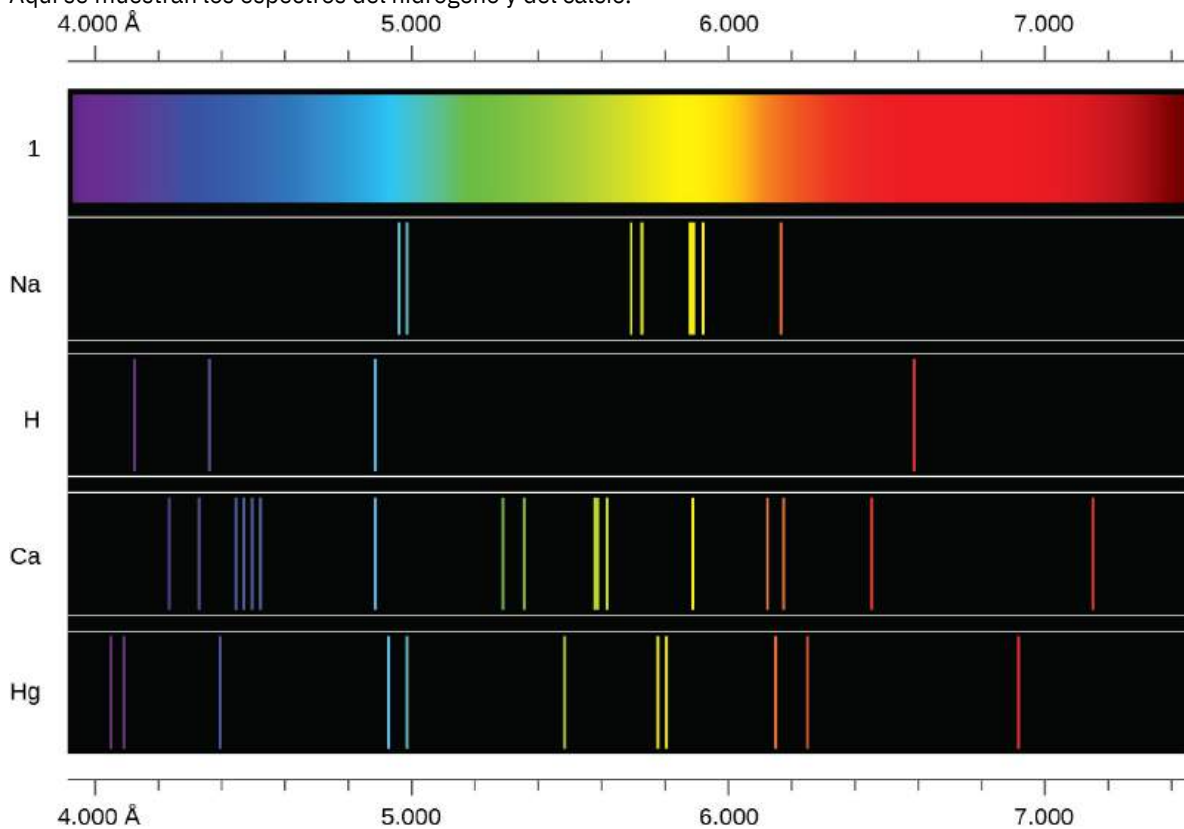 Aquí se muestran los espectros del hidrógeno y del calcio.
4.000 Å 5.000 6.000 7.000
1
Na
H
Ca
Hg
4.000 Å 5.000 6.000 7.000